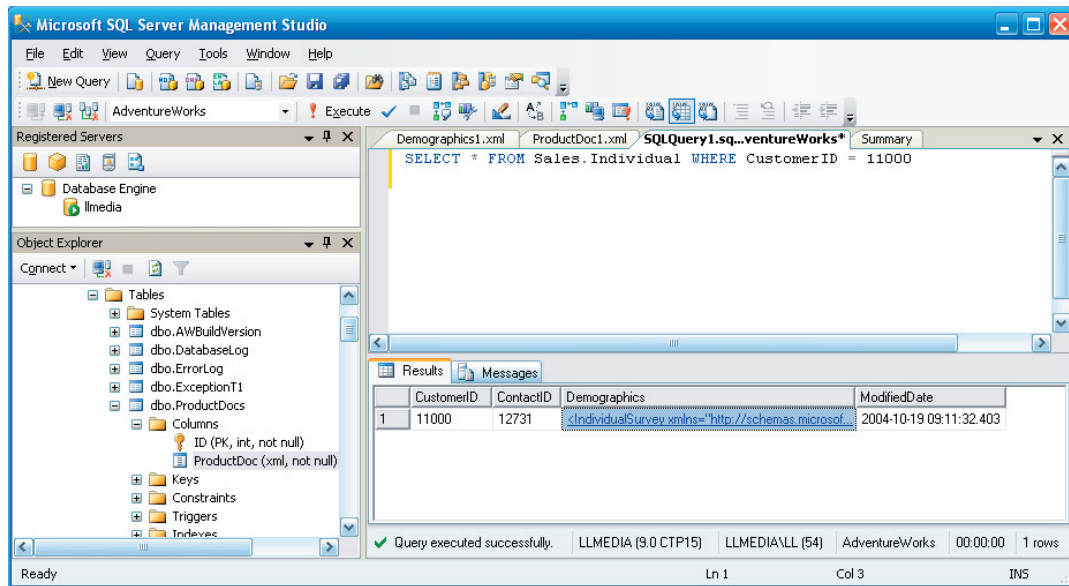 Microsoft SQL Server Management Studio
File Edit View Query Tools Window Help
New Query
AdventureWorks Execute
Registered Servers
Database Engine
llmedia
Object Explorer
Connect
Tables
System Tables
dbo.AWBuildVersion
dbo.DatabaseLog
dbo.ErrorLog
dbo.ExceptionT1
dbo.ProductDocs
Columns
ID (PK, int, not null)
ProductDoc (xml, not null)
Keys
Constraints
Triggers
Indexes
Demographics1.xml ProductDoc1.xml SQLQuery1.sq...ventureWorks* Summary
SELECT * FROM Sales.Individual WHERE CustomerID = 11000
Results Messages
CustomerID ContactID Demographics ModifiedDate
1 11000 12731 <IndividualSurvey xmlns="http://schemas.microsof... 2004-10-19 09:11:32.403
Query executed successfully. LLMEDIA (9.0 CTP15) LLMEDIA\LL (54) AdventureWorks 00:00:00 1 rows
Ready Ln 1 Col 3 INS